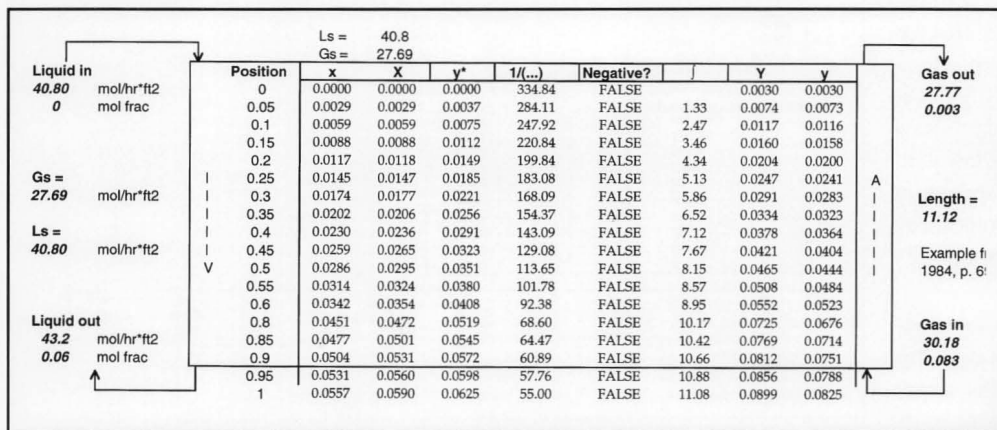 Ls = 40.8
Gs = 27.69
Liquid in
40.80 mol/hr*ft2
0 mol frac
Gs =
27.69 mol/hr*ft2
Ls =
40.80 mol/hr*ft2
Liquid out
43.2 mol/hr*ft2
0.06 mol frac
Position x X y* 1/(...) Negative? ∫ Y y
0 0.0000 0.0000 0.0000 334.84 FALSE 0.0030 0.0030
0.05 0.0029 0.0029 0.0037 284.11 FALSE 1.33 0.0074 0.0073
0.1 0.0059 0.0059 0.0075 247.92 FALSE 2.47 0.0117 0.0116
0.15 0.0088 0.0088 0.0112 220.84 FALSE 3.46 0.0160 0.0158
0.2 0.0117 0.0118 0.0149 199.84 FALSE 4.34 0.0204 0.0200
0.25 0.0145 0.0147 0.0185 183.08 FALSE 5.13 0.0247 0.0241
0.3 0.0174 0.0177 0.0221 168.09 FALSE 5.86 0.0291 0.0283
0.35 0.0202 0.0206 0.0256 154.37 FALSE 6.52 0.0334 0.0323
0.4 0.0230 0.0236 0.0291 143.09 FALSE 7.12 0.0378 0.0364
0.45 0.0259 0.0265 0.0323 129.08 FALSE 7.67 0.0421 0.0404
0.5 0.0286 0.0295 0.0351 113.65 FALSE 8.15 0.0465 0.0444
0.55 0.0314 0.0324 0.0380 101.78 FALSE 8.57 0.0508 0.0484
0.6 0.0342 0.0354 0.0408 92.38 FALSE 8.95 0.0552 0.0523
0.8 0.0451 0.0472 0.0519 68.60 FALSE 10.17 0.0725 0.0676
0.85 0.0477 0.0501 0.0545 64.47 FALSE 10.42 0.0769 0.0714
0.9 0.0504 0.0531 0.0572 60.89 FALSE 10.66 0.0812 0.0751
0.95 0.0531 0.0560 0.0598 57.76 FALSE 10.88 0.0856 0.0788
1 0.0557 0.0590 0.0625 55.00 FALSE 11.08 0.0899 0.0825
Gas out
27.77
0.003
Length =
11.12
Example
1984, p.
Gas in
30.18
0.083